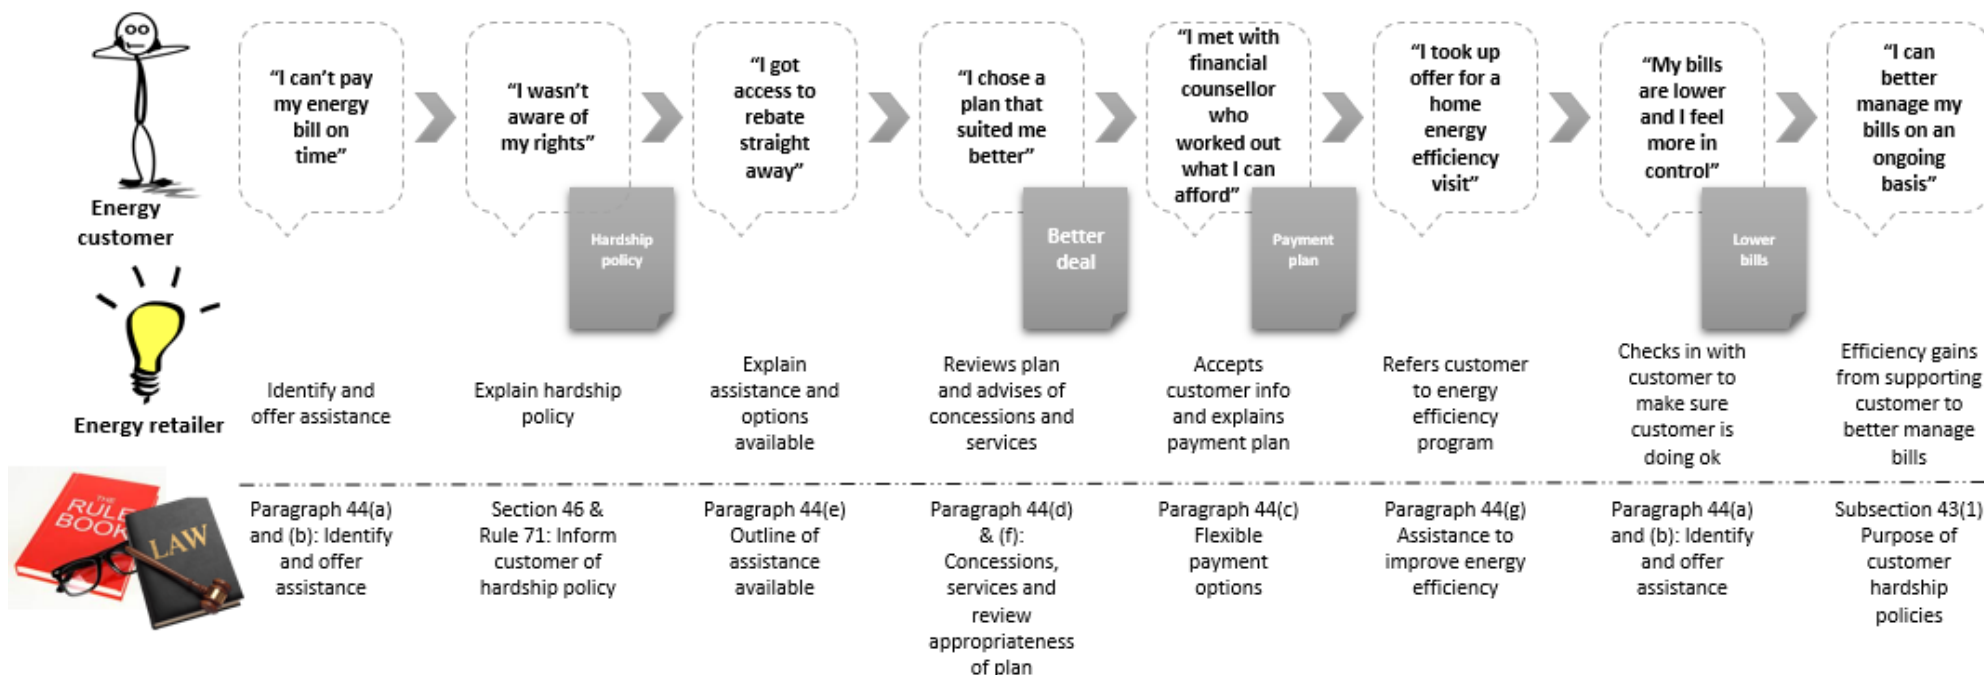 “I can’t pay
my energy
bill on
time”
“I wasn’t
aware of
my rights”
“I got
access to
rebate
straight
away”
“I chose a
plan that
suited me
better”
“I met with
financial
counsellor
who
worked out
what I can
afford”
“I took up
offer for a
home
energy
efficiency
visit”
“My bills
are lower
and I feel
more in
control”
“I can
better
manage my
bills on an
ongoing
basis”
Energy
customer
Hardship
policy
Better
deal
Payment
plan
Lower
bills
Energy retailer
Identify and
offer assistance
Explain hardship
policy
Explain
assistance and
options
available
Reviews plan
and advises of
concessions and
services
Accepts
customer info
and explains
payment plan
Refers customer
to energy
efficiency
program
Checks in with
customer to
make sure
customer is
doing ok
Efficiency gains
from supporting
customer to
better manage
bills
THE
RULE
BOOK
LAW
Paragraph 44(a)
and (b): Identify
and offer
assistance
Section 46 &
Rule 71: Inform
customer of
hardship policy
Paragraph 44(e)
Outline of
assistance
available
Paragraph 44(d)
& (f):
Concessions,
services and
review
appropriateness
of plan
Paragraph 44(c)
Flexible
payment
options
Paragraph 44(g)
Assistance to
improve energy
efficiency
Paragraph 44(a)
and (b): Identify
and offer
assistance
Subsection 43(1)
Purpose of
customer
hardship
policies